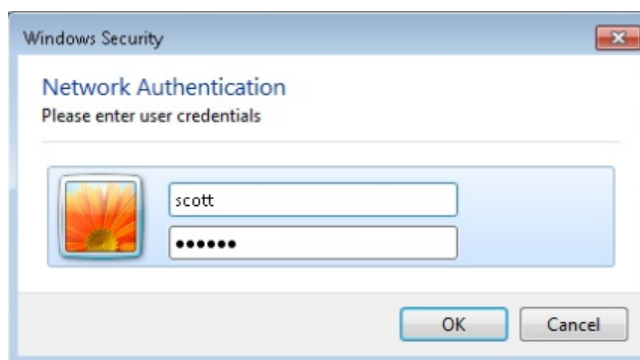 Windows Security
Network Authentication
Please enter user credentials
scott
●●●●●●
OK Cancel